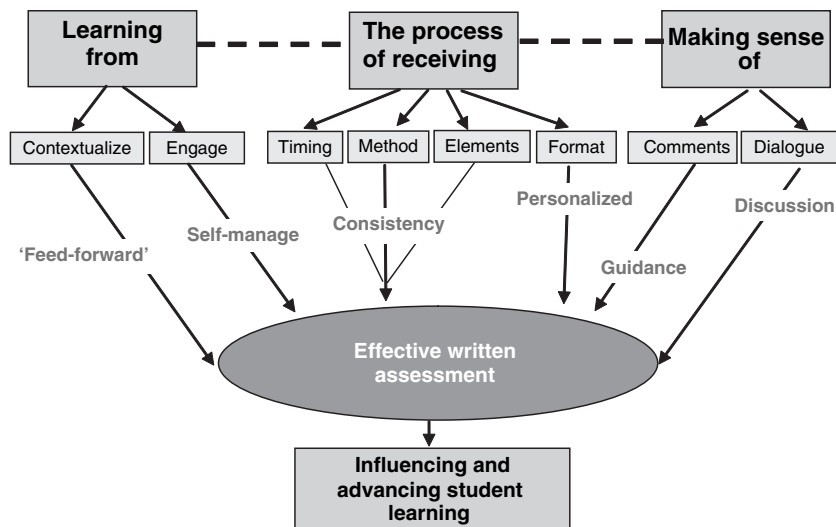 Learning
from
The process
of receiving
Making sense
of
Contextualize
Engage
Timing
Method
Elements
Format
Comments
Dialogue
'Feed-forward'
Self-manage
Consistency
Personalized
Guidance
Discussion
Effective written
assessment
Influencing and
advancing student
learning